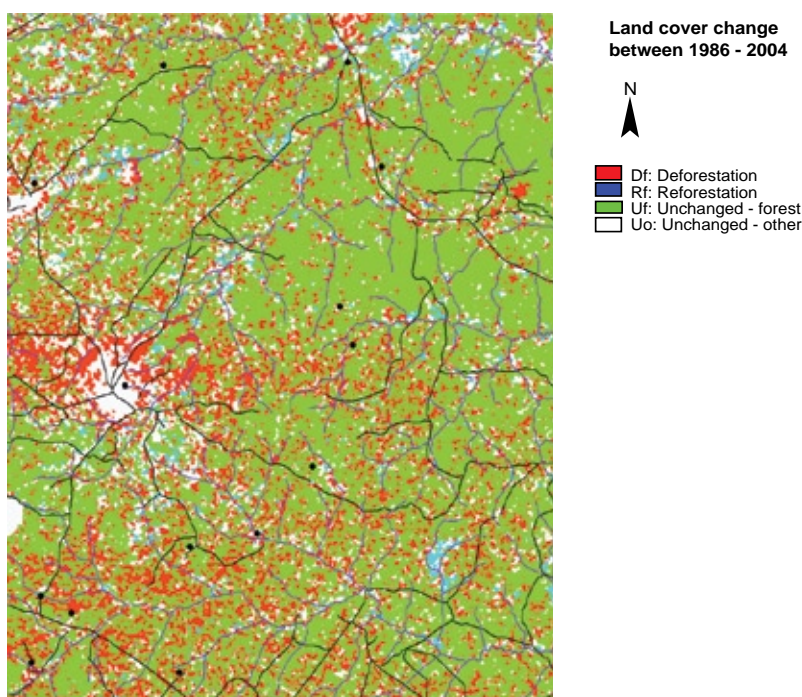 Land cover change
between 1986 - 2004
N
Df: Deforestation
Rf: Reforestation
Uf: Unchanged - forest
Uo: Unchanged - other